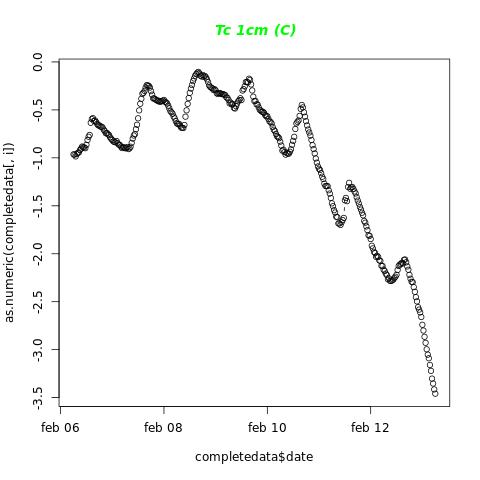 Tc 1cm (C)
as.numeric(completedata[, i])
0.0
-0.5
-1.0
-1.5
-2.0
-2.5
-3.0
-3.5
feb 06 feb 08 feb 10 feb 12
completedata$date